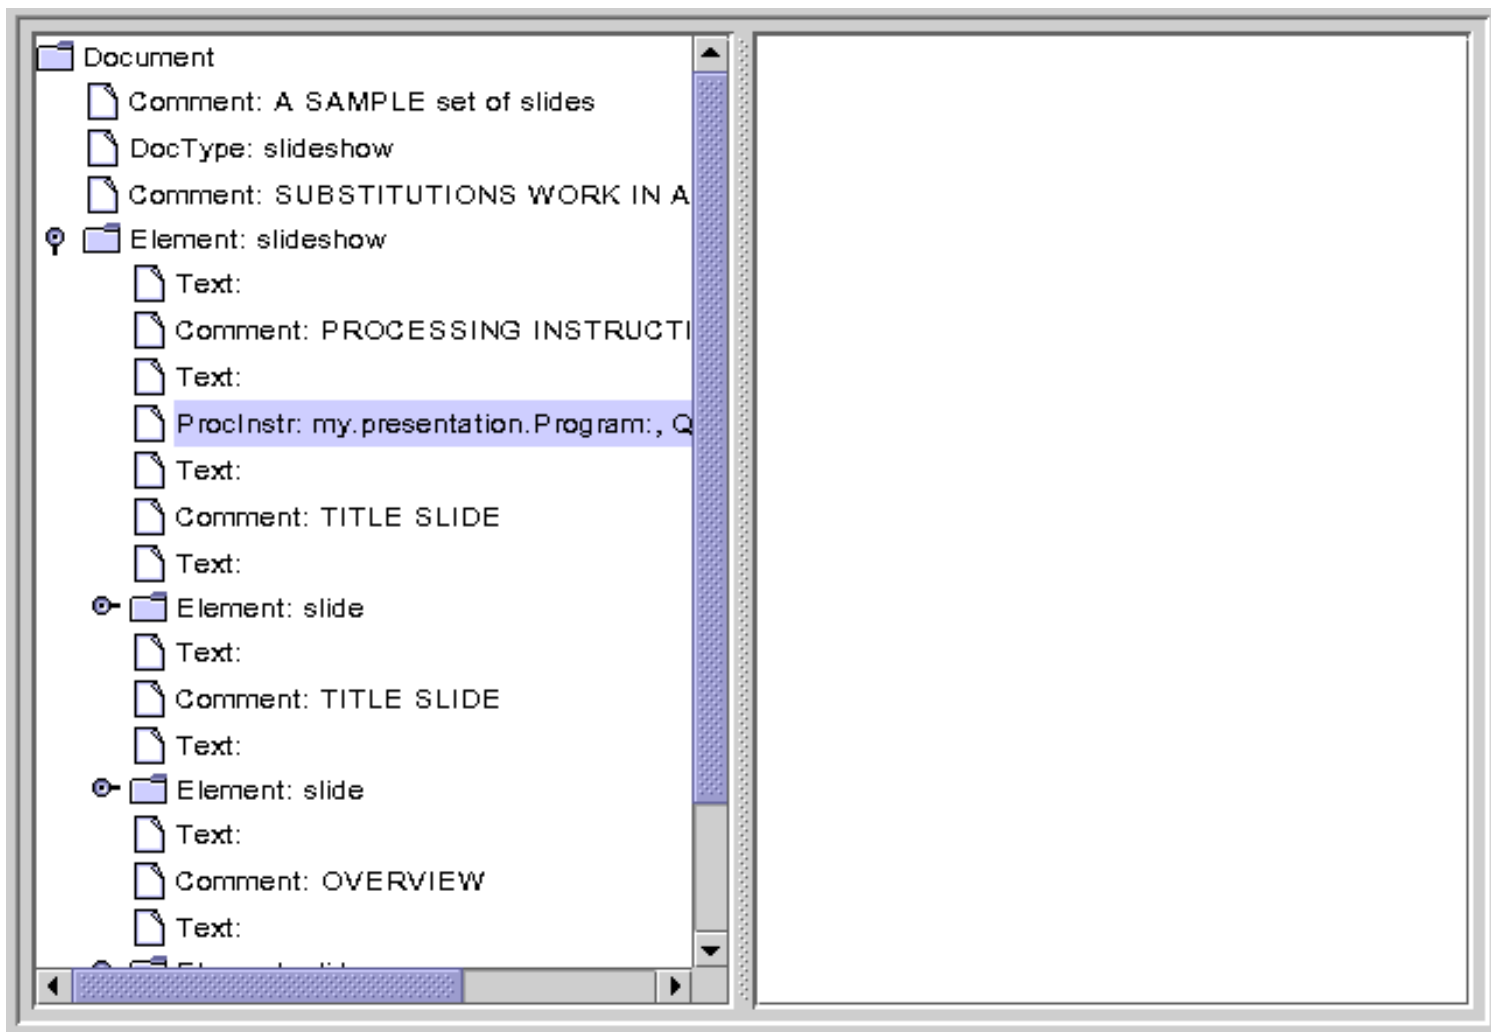 Document
Comment: A SAMPLE set of slides
DocType: slideshow
Comment: SUBSTITUTIONS WORK IN A
Element: slideshow
Text:
Comment: PROCESSING INSTRUCTI
Text:
ProcInstr: my.presentation.Program:, Q
Text:
Comment: TITLE SLIDE
Text:
Element: slide
Text:
Comment: TITLE SLIDE
Text:
Element: slide
Text:
Comment: OVERVIEW
Text: